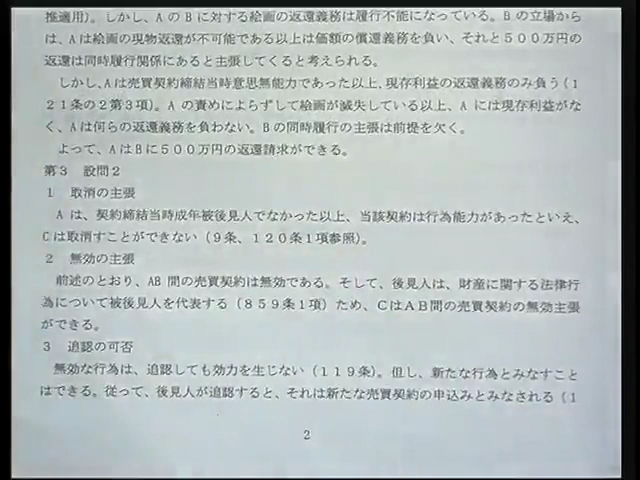 推適用）。しかし、ＡのＢに対する絵画の返還義務は履行不能になっている。Ｂの立場から
は、Ａは絵画の現物返還が不可能である以上は価額の償還義務を負い、それと５００万円の
返還は同時履行関係にあると主張してくると考えられる。
しかし、Ａは売買契約締結当時意思無能力であった以上、現存利益の返還義務のみ負う（１
２１条の２第３項）。Ａの責めによらずして絵画が滅失している以上、Ａには現存利益がな
く、Ａは何らの返還義務を負わない。Ｂの同時履行の主張は前提を欠く。
よって、ＡはＢに５００万円の返還請求ができる。
第３　設問２
１　取消の主張
Ａは、契約締結当時成年被後見人でなかった以上、当該契約は行為能力があったといえ、
Ｃは取消すことができない（９条、１２０条１項参照）。
２　無効の主張
前述のとおり、AB 間の売買契約は無効である。そして、後見人は、財産に関する法律行
為について被後見人を代表する（８５９条１項）ため、ＣはＡＢ間の売買契約の無効主張
ができる。
３　追認の可否
無効な行為は、追認しても効力を生じない（１１９条）。但し、新たな行為とみなすこと
はできる。従って、後見人が追認すると、それは新たな売買契約の申込みとみなされる（１
2